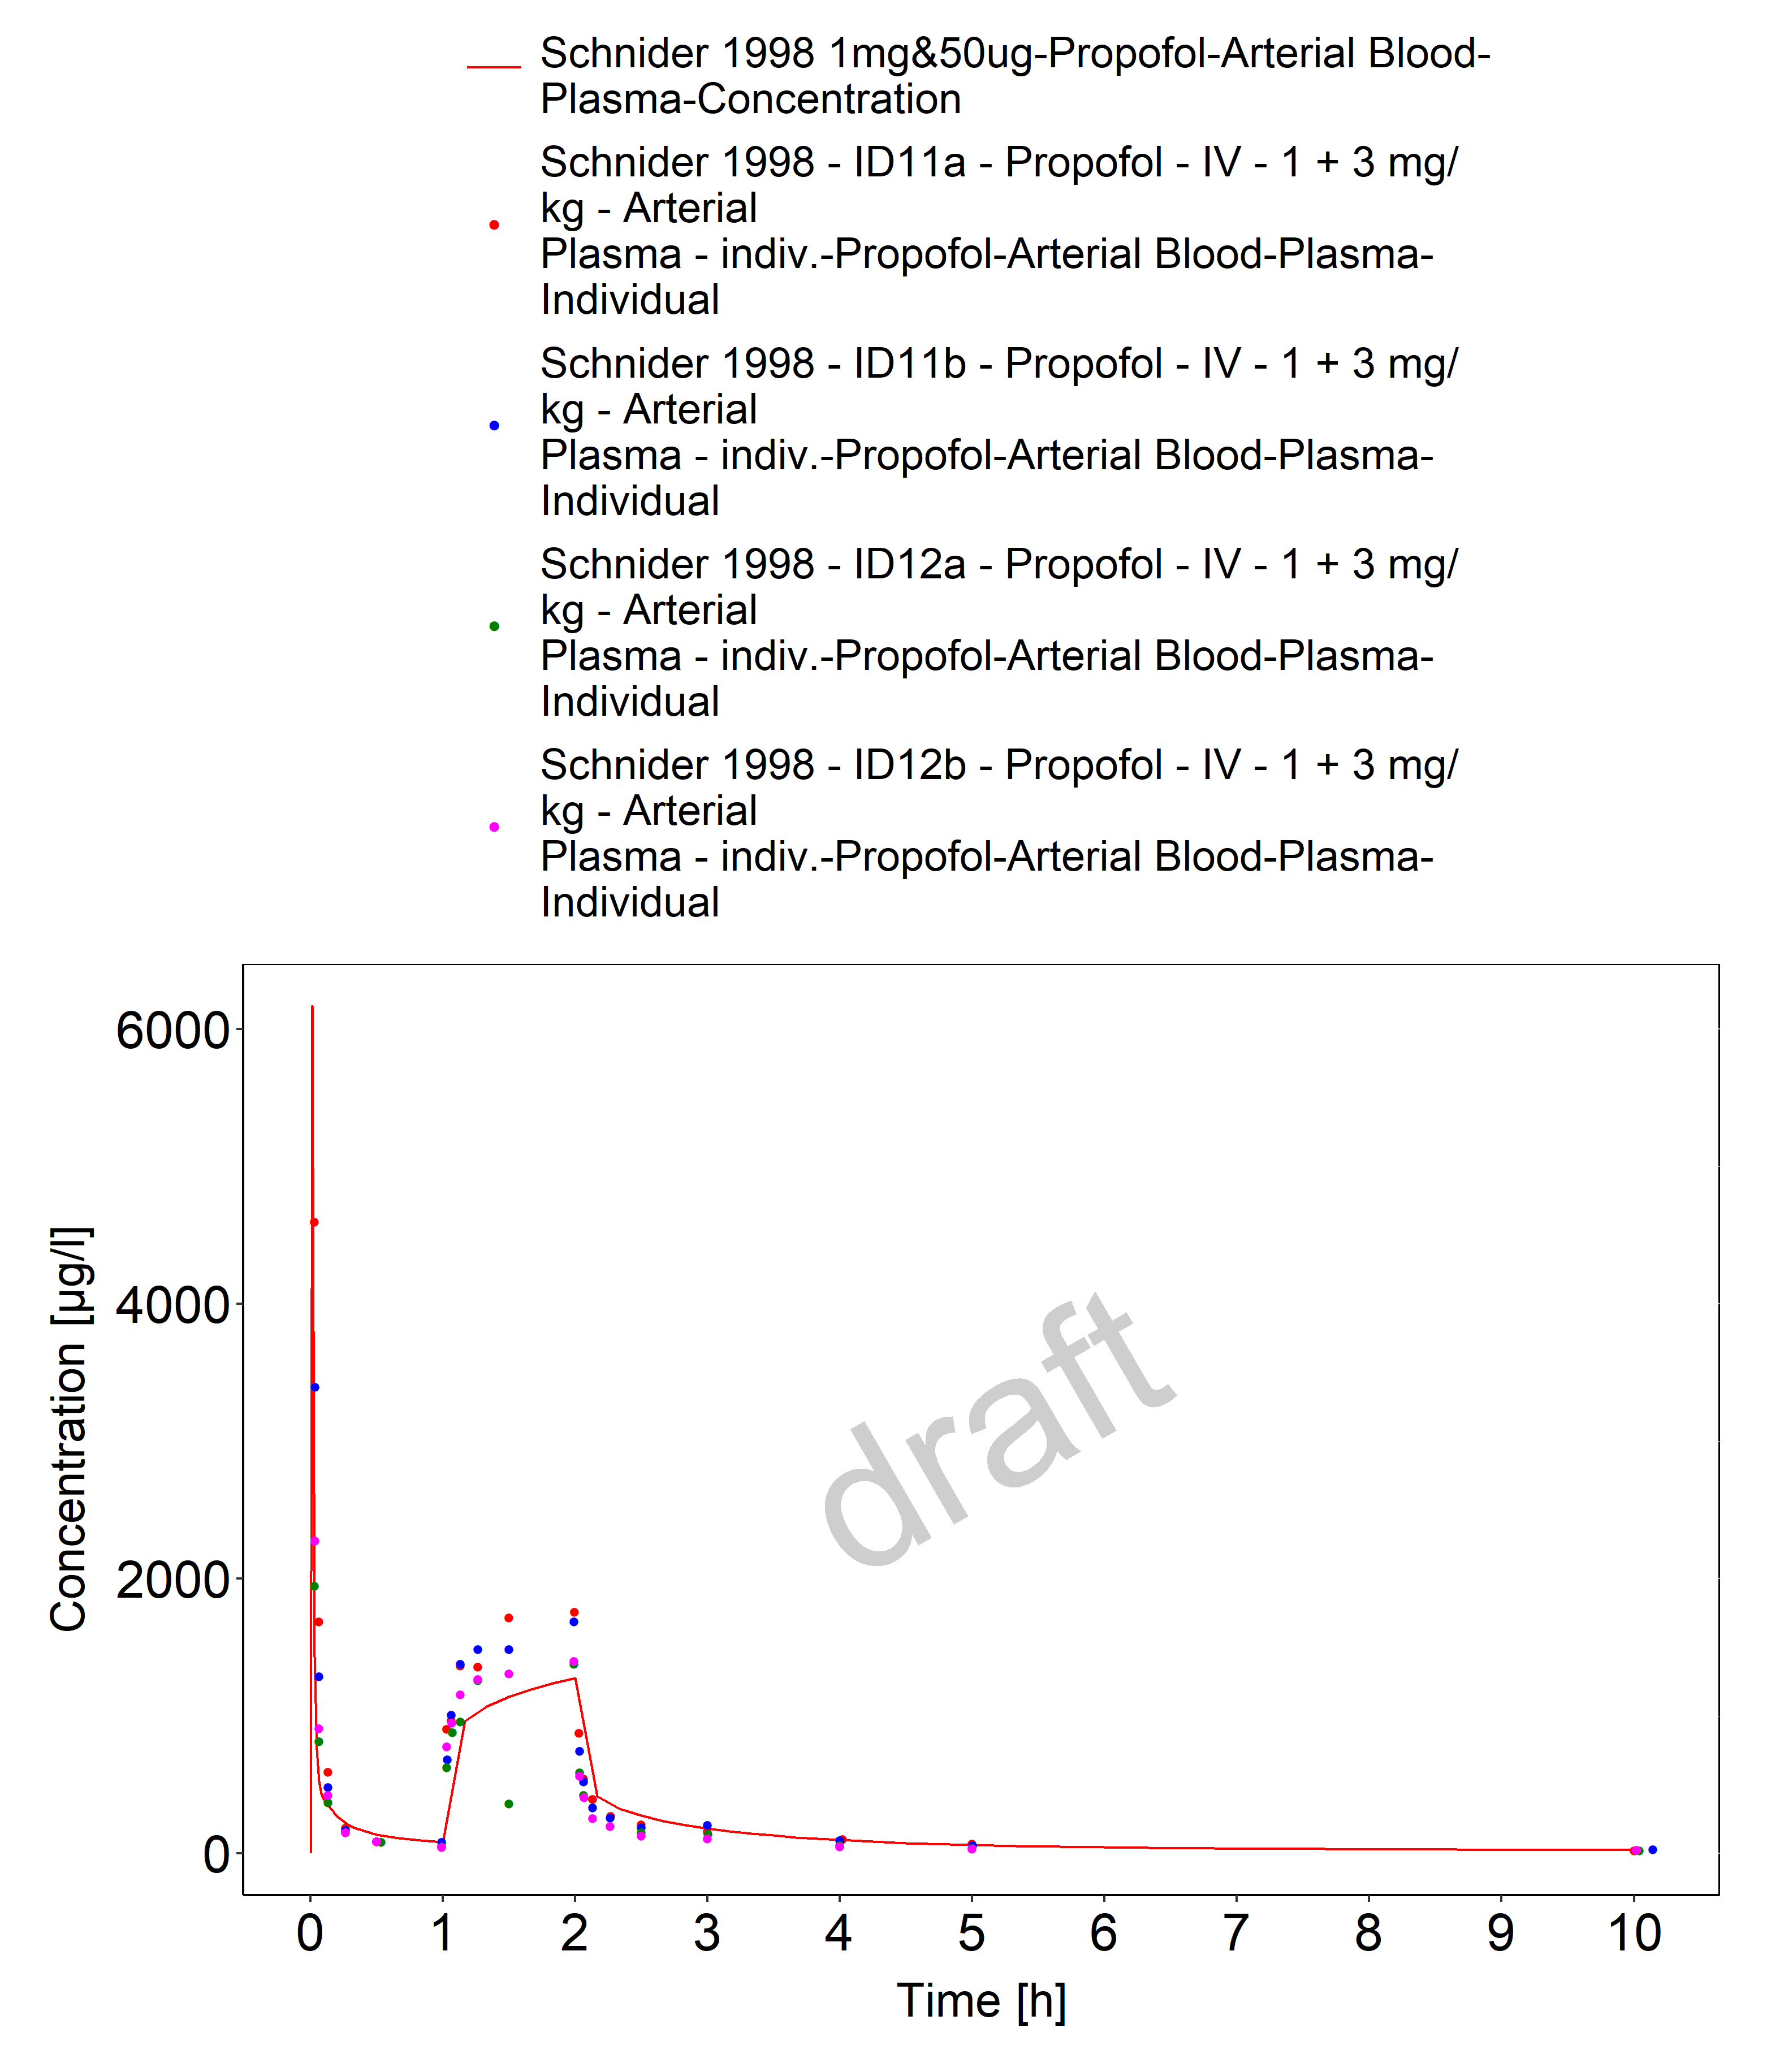 Schnider 1998 1mg&50ug-Propofol-Arterial Blood-
Plasma-Concentration
Schnider 1998 - ID11a - Propofol - IV - 1 + 3 mg/
kg - Arterial
Plasma - indiv.-Propofol-Arterial Blood-Plasma-
Individual
Schnider 1998 - ID11b - Propofol - IV - 1 + 3 mg/
kg - Arterial
Plasma - indiv.-Propofol-Arterial Blood-Plasma-
Individual
Schnider 1998 - ID12a - Propofol - IV - 1 + 3 mg/
kg - Arterial
Plasma - indiv.-Propofol-Arterial Blood-Plasma-
Individual
Schnider 1998 - ID12b - Propofol - IV - 1 + 3 mg/
kg - Arterial
Plasma - indiv.-Propofol-Arterial Blood-Plasma-
Individual
Concentration [µg/l]
6000
4000
2000
0
draft
0 1 2 3 4 5 6 7 8 9 10
Time [h]